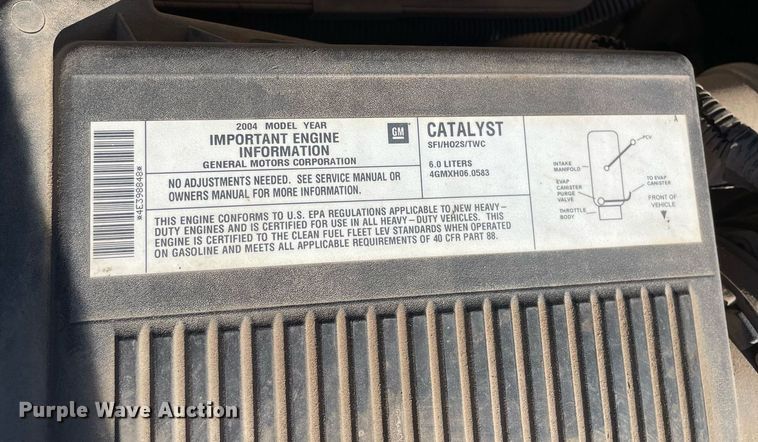 *4E398848*
2004 MODEL YEAR
IMPORTANT ENGINE
INFORMATION
GENERAL MOTORS CORPORATION
GM
CATALYST
SFI/HO2S/TWC
6.0 LITERS
4GMXH06.0583
NO ADJUSTMENTS NEEDED. SEE SERVICE MANUAL OR
OWNERS MANUAL FOR MORE INFORMATION.
THIS ENGINE CONFORMS TO U.S. EPA REGULATIONS APPLICABLE TO NEW HEAVY-
DUTY ENGINES AND IS CERTIFIED FOR USE IN ALL HEAVY-DUTY VEHICLES. THIS
ENGINE IS CERTIFIED TO THE CLEAN FUEL FLEET LEV STANDARDS WHEN OPERATED
ON GASOLINE AND MEETS ALL APPLICABLE REQUIREMENTS OF 40 CFR PART 88.
A
PCV
INTAKE
MANIFOLD
EVAP
CANISTER
PURGE
VALVE
THROTTLE
BODY
TO EVAP
CANISTER
FRONT OF
VEHICLE
Purple Wave Auction